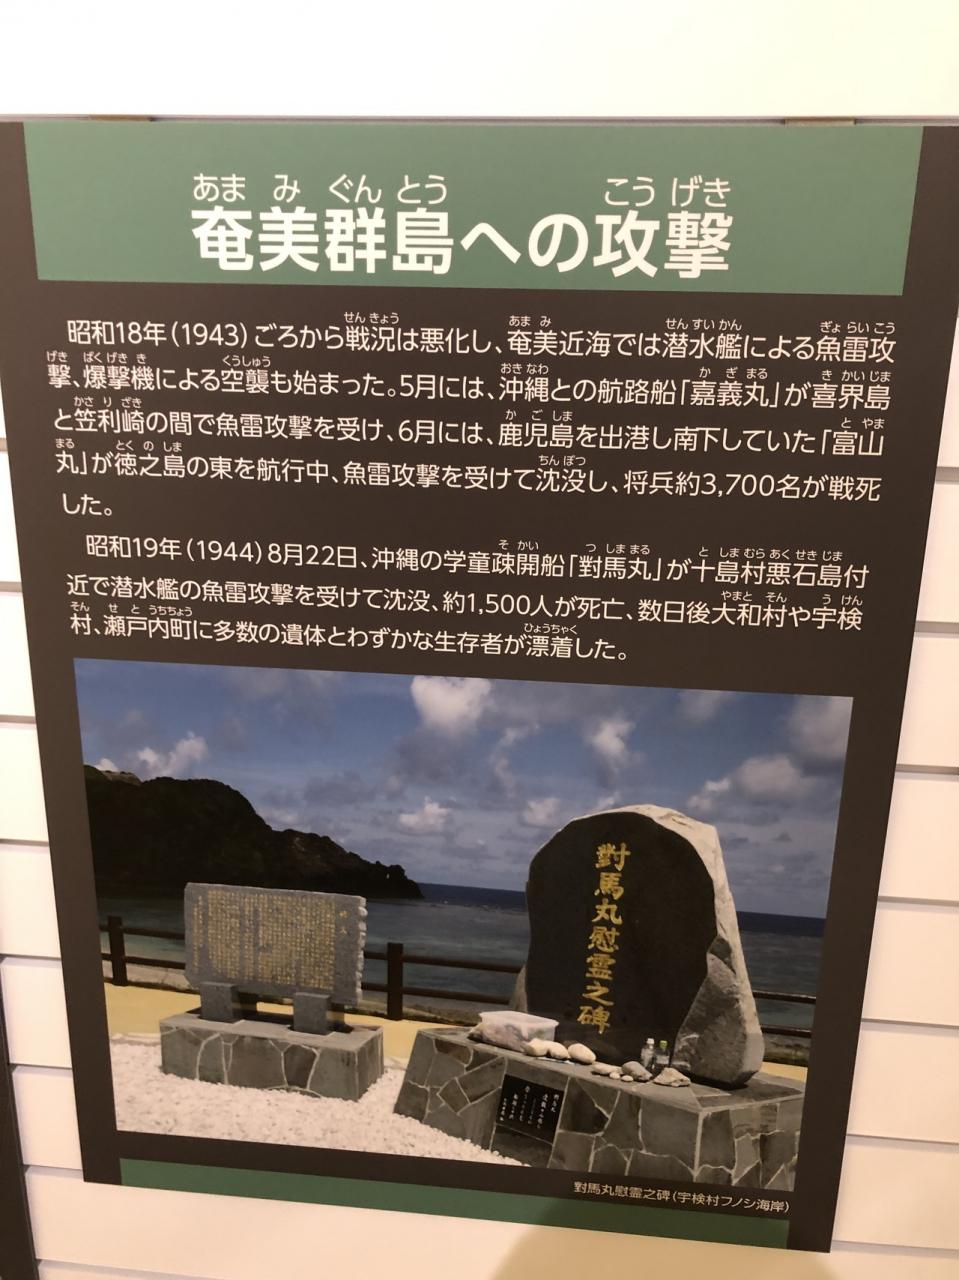 奄美群島への攻撃
昭和18年(1943)ごろから戦況は悪化し、奄美近海では潜水艦による魚雷攻
撃、爆撃機による空襲も始まった。5月には、沖縄との航路船「嘉義丸」が喜界島
と笠利崎の間で魚雷攻撃を受け、6月には、鹿児島を出港し南下していた「富山
丸」が徳之島の東を航行中、魚雷攻撃を受けて沈没し、将兵約3,700名が戦死
した。
昭和19年(1944)8月22日、沖縄の学童疎開船「對馬丸」が十島村悪石島付
近で潜水艦の魚雷攻撃を受けて沈没、約1,500人が死亡、数日後大和村や宇検
村、瀬戸内町に多数の遺体とわずかな生存者が漂着した。
對馬丸慰霊之碑
對馬丸慰霊之碑(宇検村フノシ海岸)